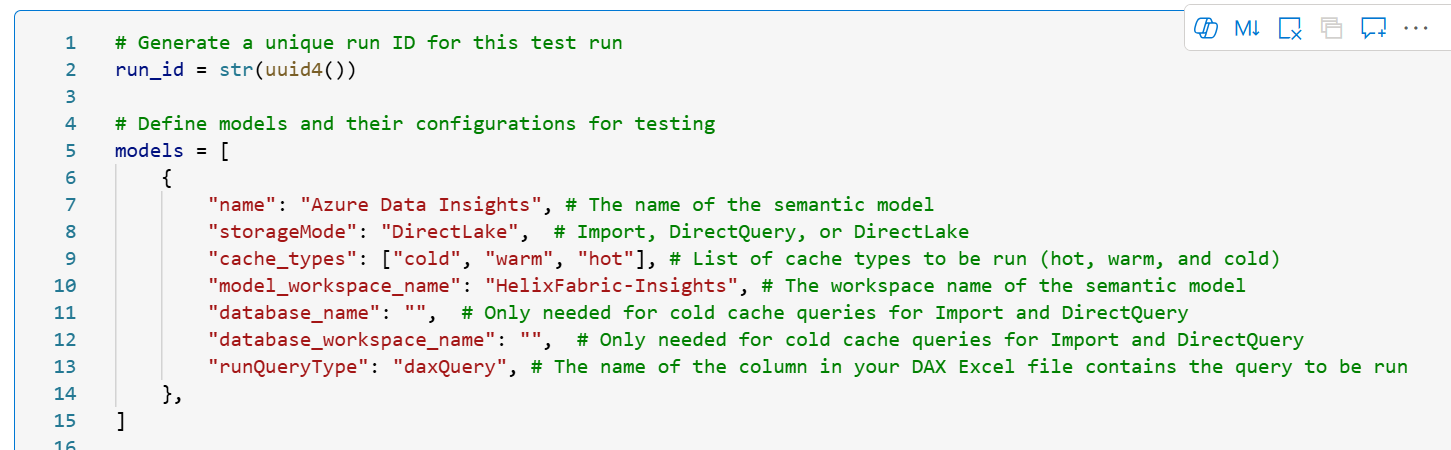 M↓
1 # Generate a unique run ID for this test run
2 run_id = str(uuid4())
3
4 # Define models and their configurations for testing
5 models = [
6     {
7         "name": "Azure Data Insights", # The name of the semantic model
8         "storageMode": "DirectLake",  # Import, DirectQuery, or DirectLake
9         "cache_types": ["cold", "warm", "hot"], # List of cache types to be run (hot, warm, and cold)
10         "model_workspace_name": "HelixFabric-Insights", # The workspace name of the semantic model
11         "database_name": "",  # Only needed for cold cache queries for Import and DirectQuery
12         "database_workspace_name": "",  # Only needed for cold cache queries for Import and DirectQuery
13         "runQueryType": "daxQuery", # The name of the column in your DAX Excel file contains the query to be run
14     },
15 ]
16